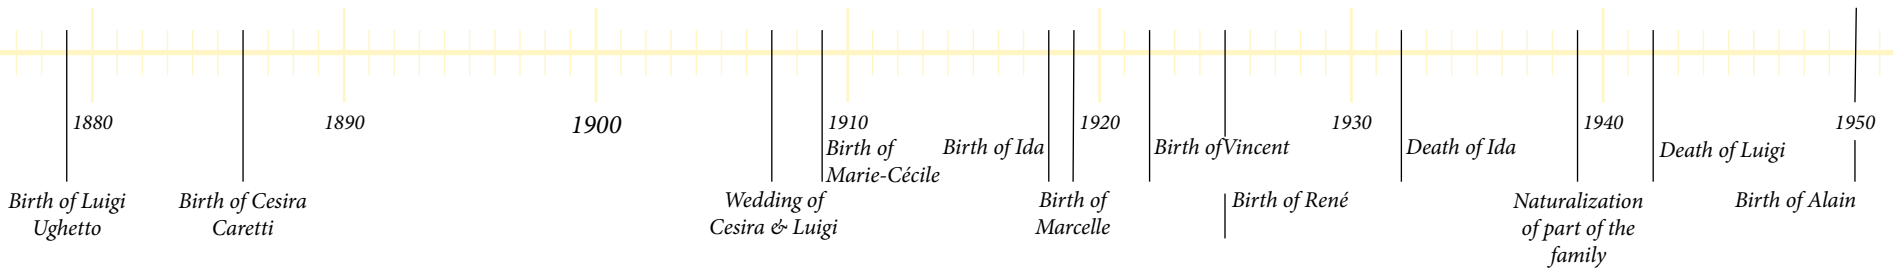 1880
1890
1900
1910
1920
1930
1940
1950
Birth of Luigi
Ughetto
Birth of Cesira
Caretti
Wedding of
Cesira & Luigi
Birth of
Marie-Cécile
Birth of Ida
Birth of
Marcelle
Birth of Vincent
Birth of René
Death of Ida
Naturalization
of part of the
family
Death of Luigi
Birth of Alain